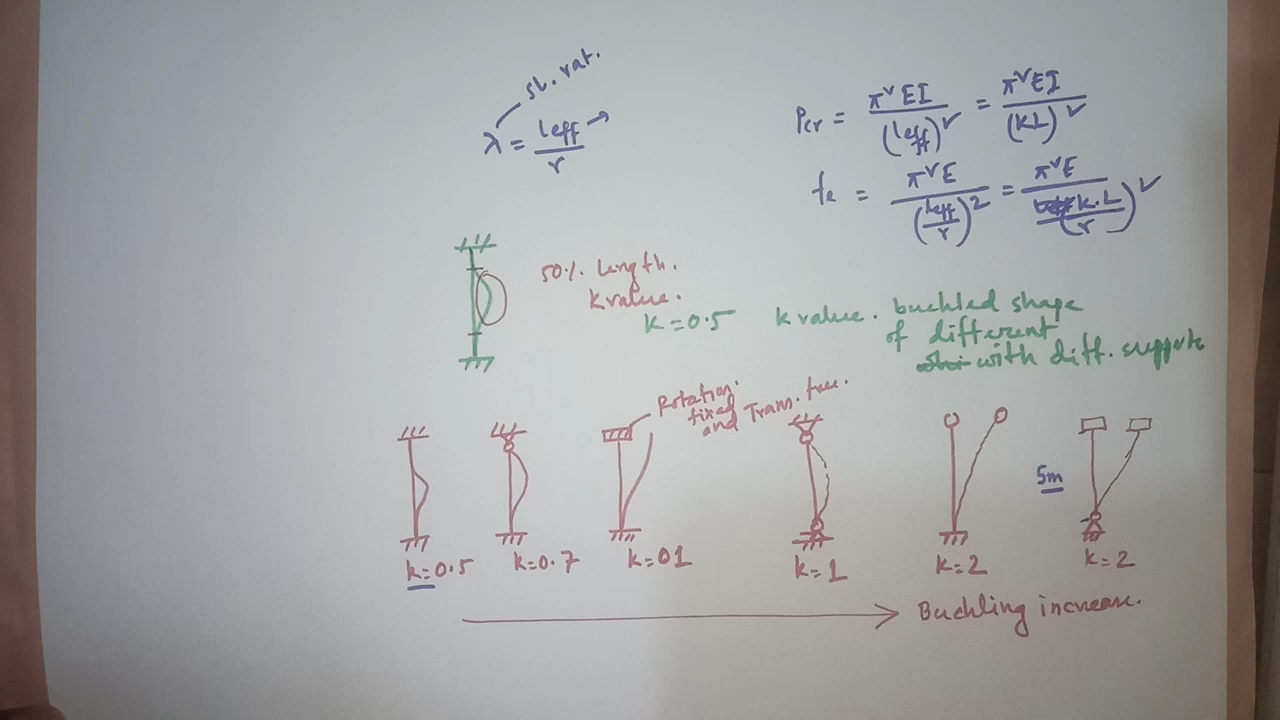 sl. rat.
λ = leff/r →
Pcr = π²EI/(leff)² = π²EI/(KL)²
fe = π²E/(leff/r)² = π²E/(k.L/r)²
50% length.
k value.
k = 0.5
k value. buckled shape
of different
with diff. supports
Rotation.
fixed
and Tran. free.
5m
k = 0.5
k = 0.7
k = 01
k = 1
k = 2
k = 2
Buckling increase.